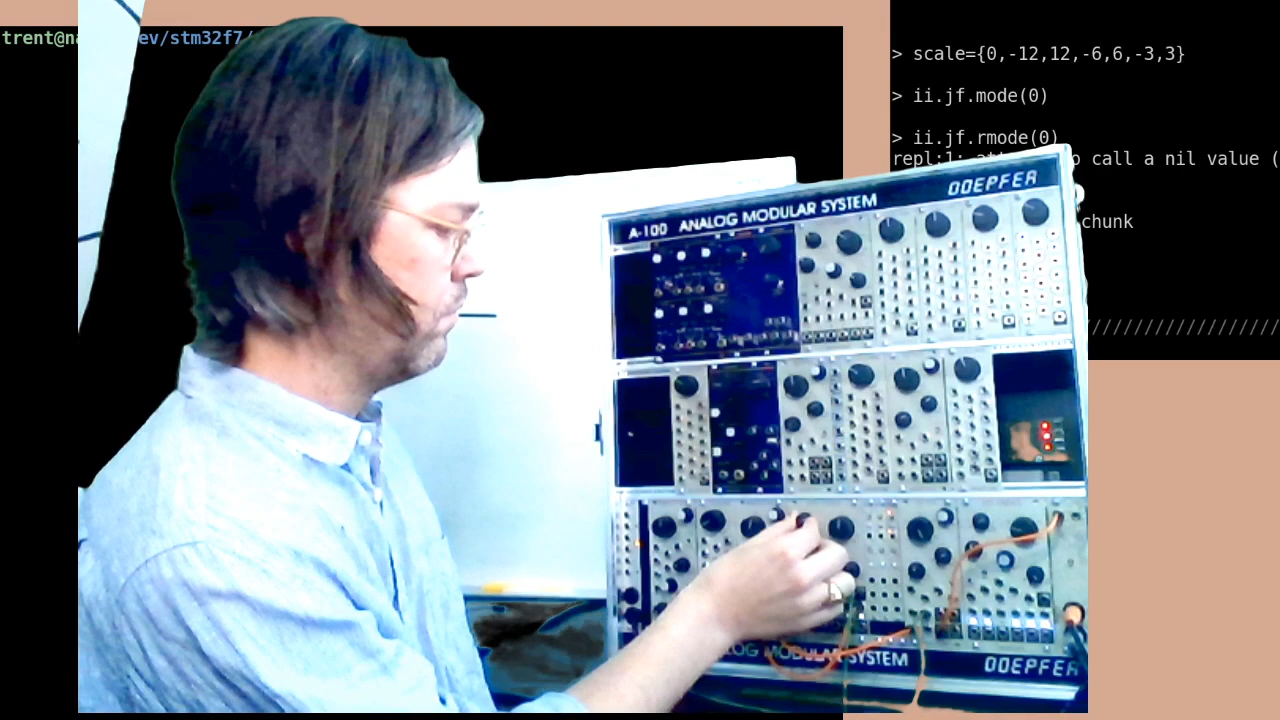 trent@na
ev/stm32f7/
> scale={0,-12,12,-6,6,-3,3}
> ii.jf.mode(0)
> ii.jf.rmode(0)
repl:1:
o call a nil value (
chunk
//////////////////
A-100 ANALOG MODULAR SYSTEM
DOEPFER
LOG MODULAR SYSTEM
DOEPFER